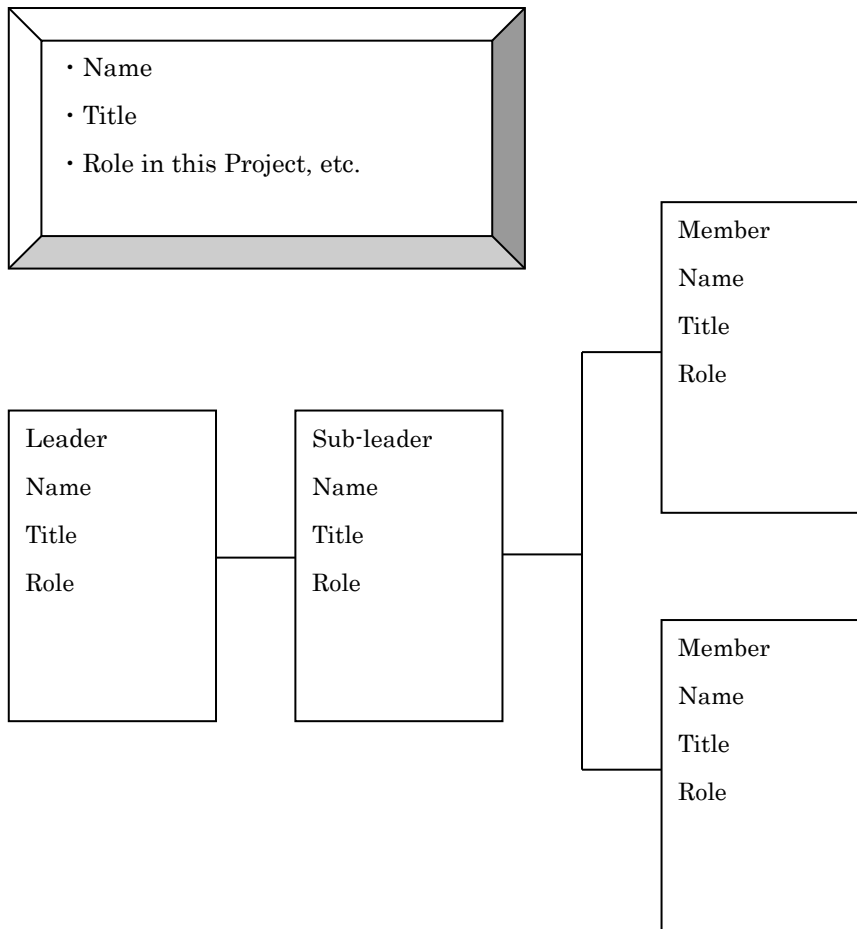 ・Name
・Title
・Role in this Project, etc.
Leader
Name
Title
Role
Sub-leader
Name
Title
Role
Member
Name
Title
Role
Member
Name
Title
Role